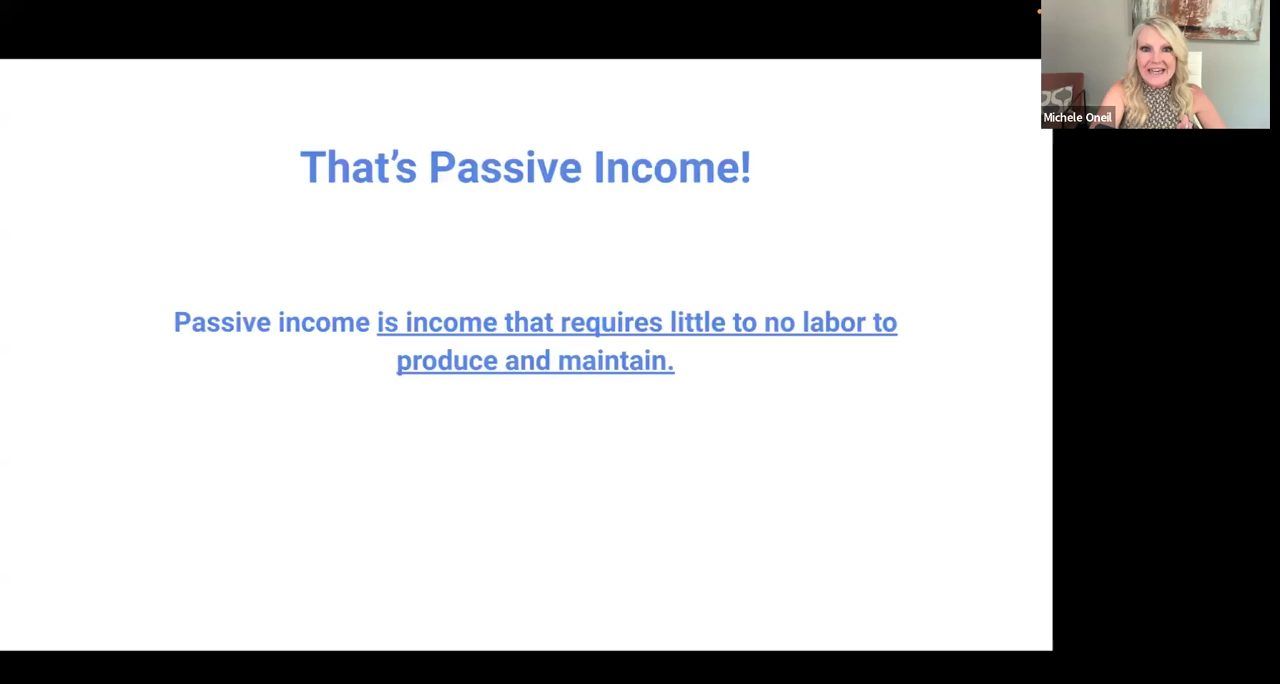 That’s Passive Income!
Passive income is income that requires little to no labor to
produce and maintain.
Michele Oneil